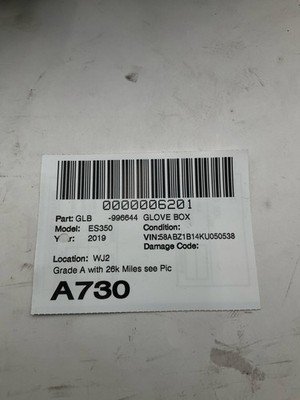 0000006201
Part: GLB -996644 GLOVE BOX
Model: ES350 Condition:
Year: 2019 VIN:58ABZ1B14KU050538
Damage Code:
Location: WJ2
Grade A with 26k Miles see Pic
A730